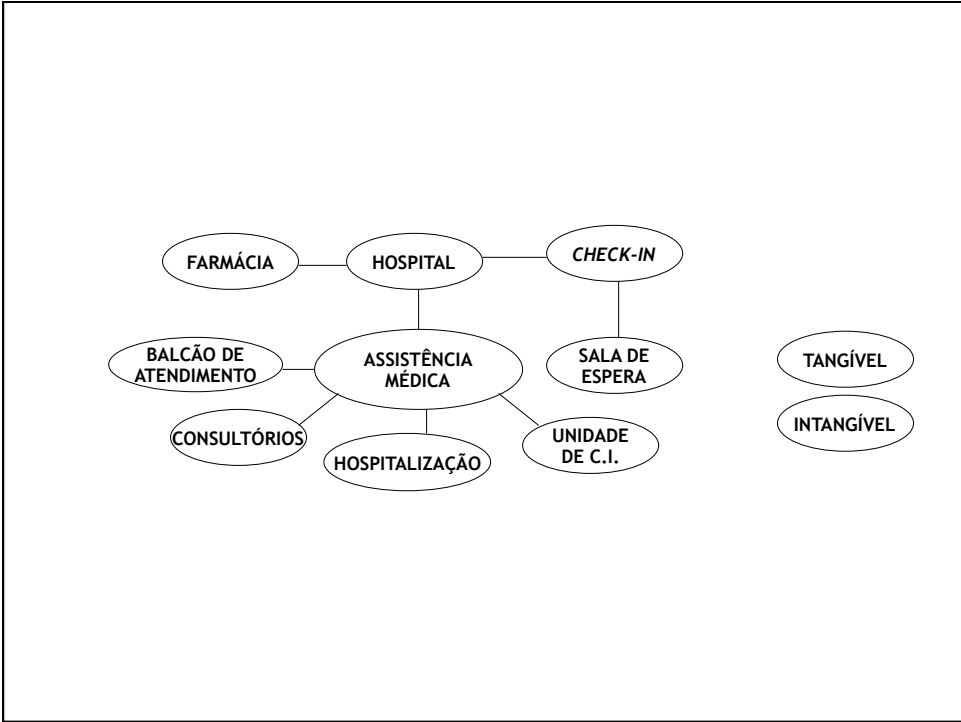 FARMÁCIA
HOSPITAL
CHECK-IN
BALCÃO DE
ATENDIMENTO
ASSISTÊNCIA
MÉDICA
SALA DE
ESPERA
TANGÍVEL
CONSULTÓRIOS
HOSPITALIZAÇÃO
UNIDADE
DE C.I.
INTANGÍVEL